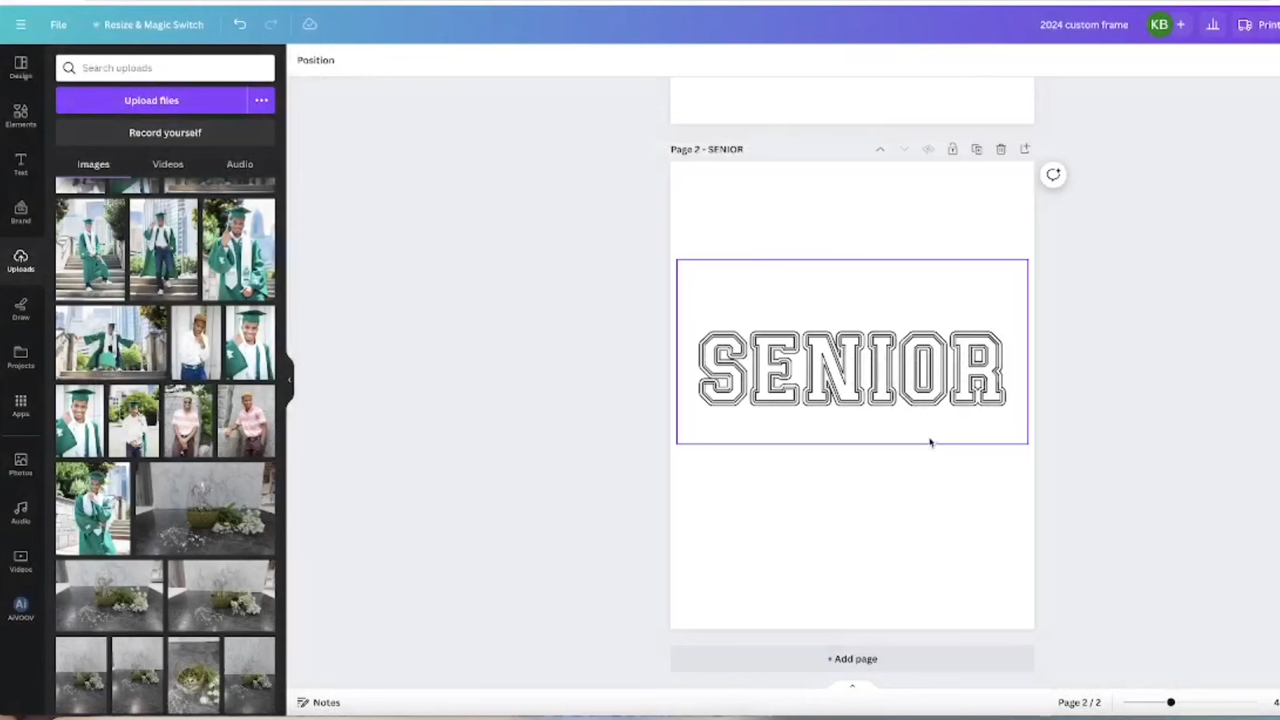 File
Resize & Magic Switch
2024 custom frame
KB
Print
Design
Elements
Text
Brand
Uploads
Draw
Projects
Apps
Photos
Audio
Videos
AiVOOV
Search uploads
Upload files
Record yourself
Images Videos Audio
Position
Page 2 - SENIOR
SENIOR
+ Add page
Notes
Page 2 / 2
4